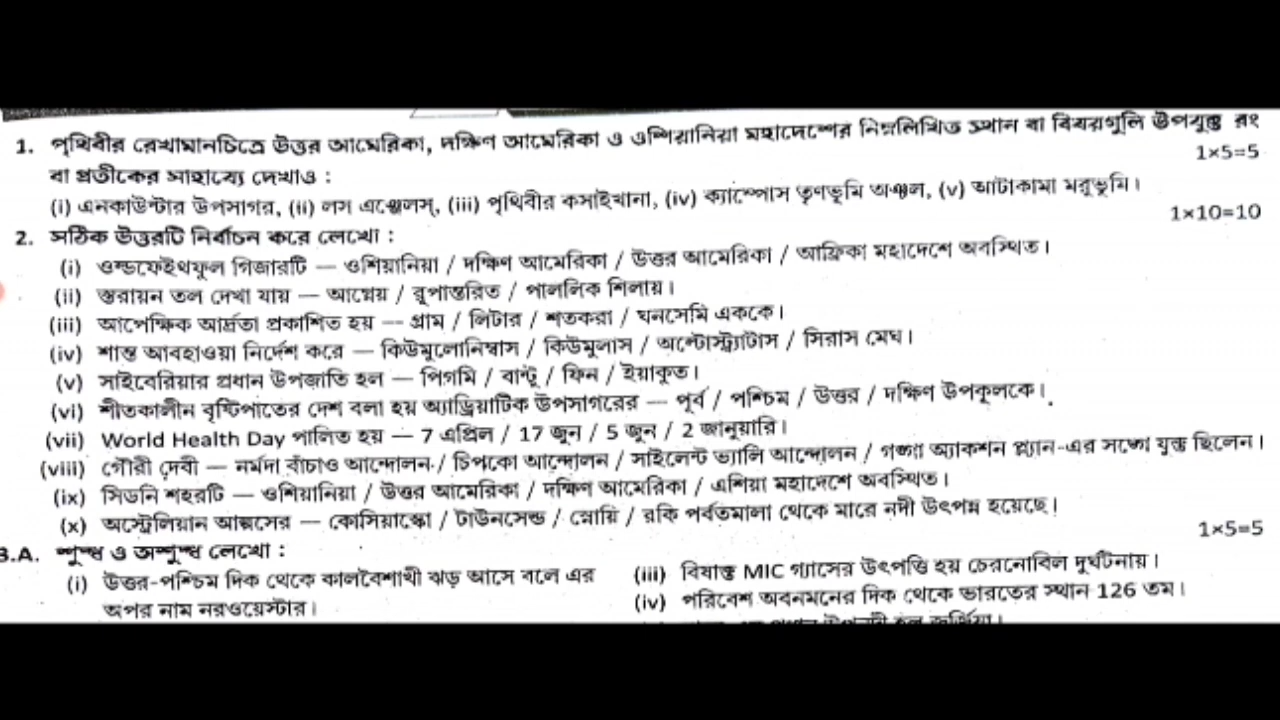 1. পৃথিবীর রেখামানচিত্রে উত্তর আমেরিকা, দক্ষিণ আমেরিকা ও ওশিয়ানিয়া মহাদেশের নিম্নলিখিত স্থান বা বিষয়গুলি উপযুক্ত রং
বা প্রতীকের সাহায্যে দেখাও : 1×5=5
(i) এনকাউন্টার উপসাগর, (ii) লস এঞ্জেলস্, (iii) পৃথিবীর কসাইখানা, (iv) ক্যাম্পোস তৃণভূমি অঞ্চল, (v) আটাকামা মরুভূমি।
2. সঠিক উত্তরটি নির্বাচন করে লেখো : 1×10=10
(i) ওল্ডফেইথফুল গিজারটি — ওশিয়ানিয়া / দক্ষিণ আমেরিকা / উত্তর আমেরিকা / আফ্রিকা মহাদেশে অবস্থিত।
(ii) স্তরায়ন তল দেখা যায় — আগ্নেয় / রূপান্তরিত / পাললিক শিলায়।
(iii) আপেক্ষিক আর্দ্রতা প্রকাশিত হয় –– গ্রাম / লিটার / শতকরা / ঘনসেমি এককে।
(iv) শান্ত আবহাওয়া নির্দেশ করে — কিউমুলোনিম্বাস / কিউমুলাস / অল্টোস্ট্র্যাটাস / সিরাস মেঘ।
(v) সাইবেরিয়ার প্রধান উপজাতি হল — পিগমি / বান্টু / ফিন / ইয়াকুত।
(vi) শীতকালীন বৃষ্টিপাতের দেশ বলা হয় অ্যাড্রিয়াটিক উপসাগরের — পূর্ব / পশ্চিম / উত্তর / দক্ষিণ উপকূলকে।
(vii) World Health Day পালিত হয় — 7 এপ্রিল / 17 জুন / 5 জুন / 2 জানুয়ারি।
(viii) গৌরী দেবী — নর্মদা বাঁচাও আন্দোলন / চিপকো আন্দোলন / সাইলেন্ট ভ্যালি আন্দোলন / গঙ্গা অ্যাকশন প্ল্যান-এর সঙ্গে যুক্ত ছিলেন।
(ix) সিডনি শহরটি — ওশিয়ানিয়া / উত্তর আমেরিকা / দক্ষিণ আমেরিকা / এশিয়া মহাদেশে অবস্থিত।
(x) অস্ট্রেলিয়ান আল্পসের — কোসিয়াস্কো / টাউনসেন্ড / স্নোয়ি / রকি পর্বতমালা থেকে মারে নদী উৎপন্ন হয়েছে।
3.A. শুদ্ধ ও অশুদ্ধ লেখো : 1×5=5
(i) উত্তর-পশ্চিম দিক থেকে কালবৈশাখী ঝড় আসে বলে এর
অপর নাম নরওয়েস্টার।
(iii) বিষাক্ত MIC গ্যাসের উৎপত্তি হয় চেরনোবিল দুর্ঘটনায়।
(iv) পরিবেশ অবনমনের দিক থেকে ভারতের স্থান 126 তম।